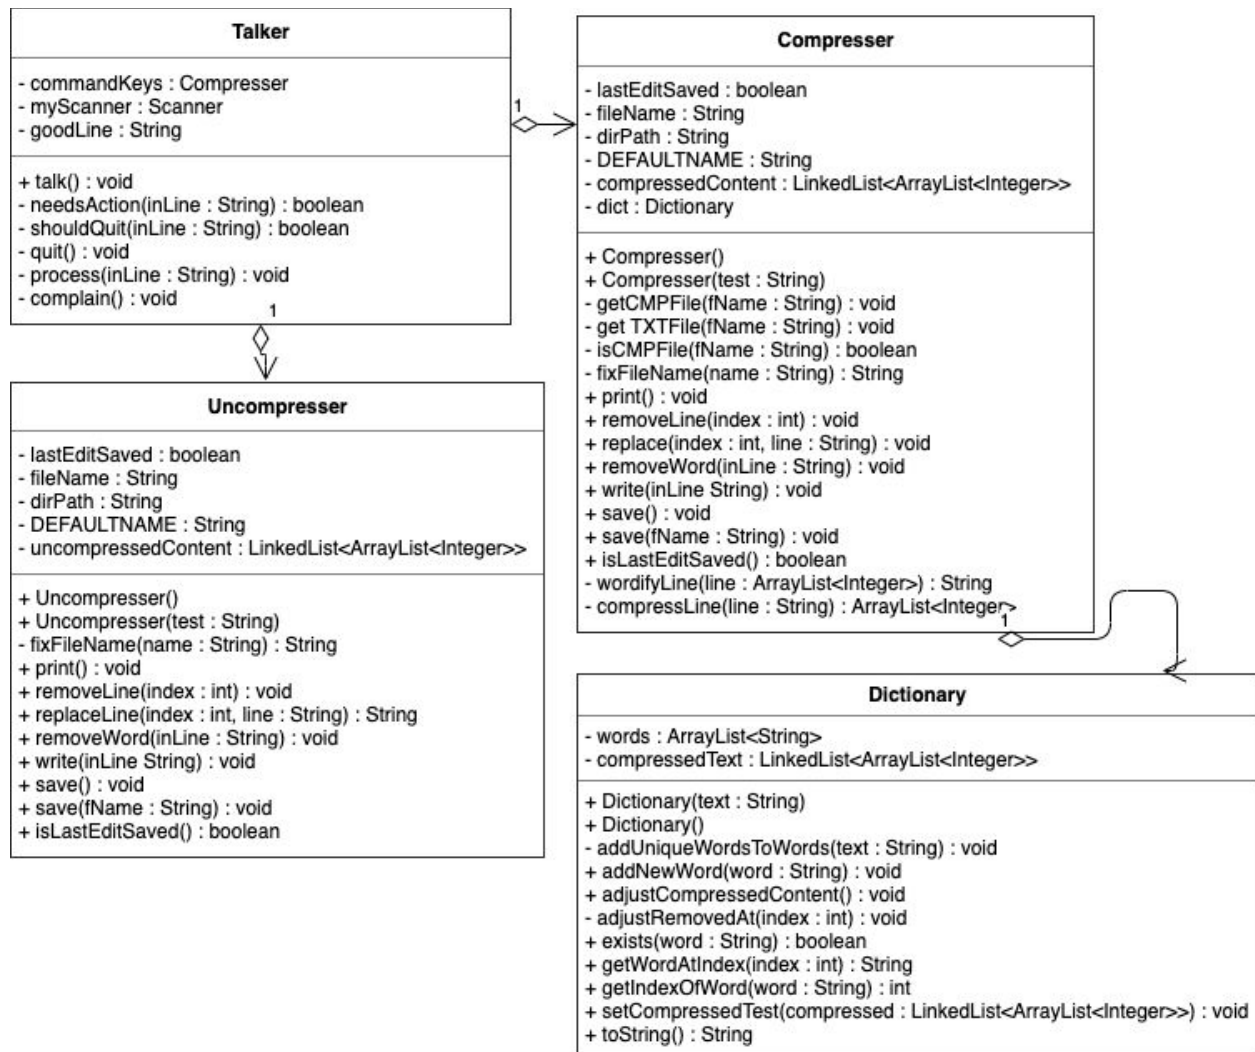 Talker
- commandKeys : Compresser
- myScanner : Scanner
- goodLine : String
+ talk() : void
- needsAction(inLine : String) : boolean
- shouldQuit(inLine : String) : boolean
- quit() : void
- process(inLine : String) : void
- complain() : void
1
1
Compresser
- lastEditSaved : boolean
- fileName : String
- dirPath : String
- DEFAULTNAME : String
- compressedContent : LinkedList<ArrayList<Integer>>
- dict : Dictionary
+ Compresser()
+ Compresser(test : String)
- getCMPFile(fName : String) : void
- get TXTFile(fName : String) : void
- isCMPFile(fName : String) : boolean
- fixFileName(name : String) : String
+ print() : void
+ removeLine(index : int) : void
+ replace(index : int, line : String) : void
+ removeWord(inLine : String) : void
+ write(inLine String) : void
+ save() : void
+ save(fName : String) : void
+ isLastEditSaved() : boolean
- wordifyLine(line : ArrayList<Integer>) : String
- compressLine(line : String) : ArrayList<Integer>
1
Uncompresser
- lastEditSaved : boolean
- fileName : String
- dirPath : String
- DEFAULTNAME : String
- uncompressedContent : LinkedList<ArrayList<Integer>>
+ Uncompresser()
+ Uncompresser(test : String)
- fixFileName(name : String) : String
+ print() : void
+ removeLine(index : int) : void
+ replaceLine(index : int, line : String) : String
+ removeWord(inLine : String) : void
+ write(inLine String) : void
+ save() : void
+ save(fName : String) : void
+ isLastEditSaved() : boolean
Dictionary
- words : ArrayList<String>
- compressedText : LinkedList<ArrayList<Integer>>
+ Dictionary(text : String)
+ Dictionary()
- addUniqueWordsToWords(text : String) : void
+ addNewWord(word : String) : void
+ adjustCompressedContent() : void
- adjustRemovedAt(index : int) : void
+ exists(word : String) : boolean
+ getWordAtIndex(index : int) : String
+ getIndexOfWord(word : String) : int
+ setCompressedTest(compressed : LinkedList<ArrayList<Integer>>) : void
+ toString() : String